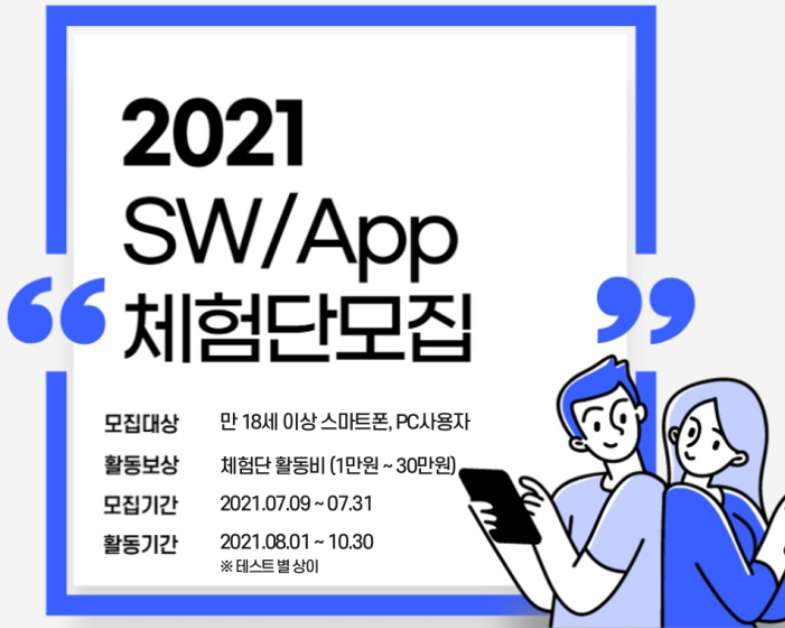 2021
SW/App
“체험단모집”
모집대상 만 18세 이상 스마트폰, PC사용자
활동보상 체험단 활동비 (1만원 ~ 30만원)
모집기간 2021.07.09 ~ 07.31
활동기간 2021.08.01 ~ 10.30
※ 테스트 별 상이